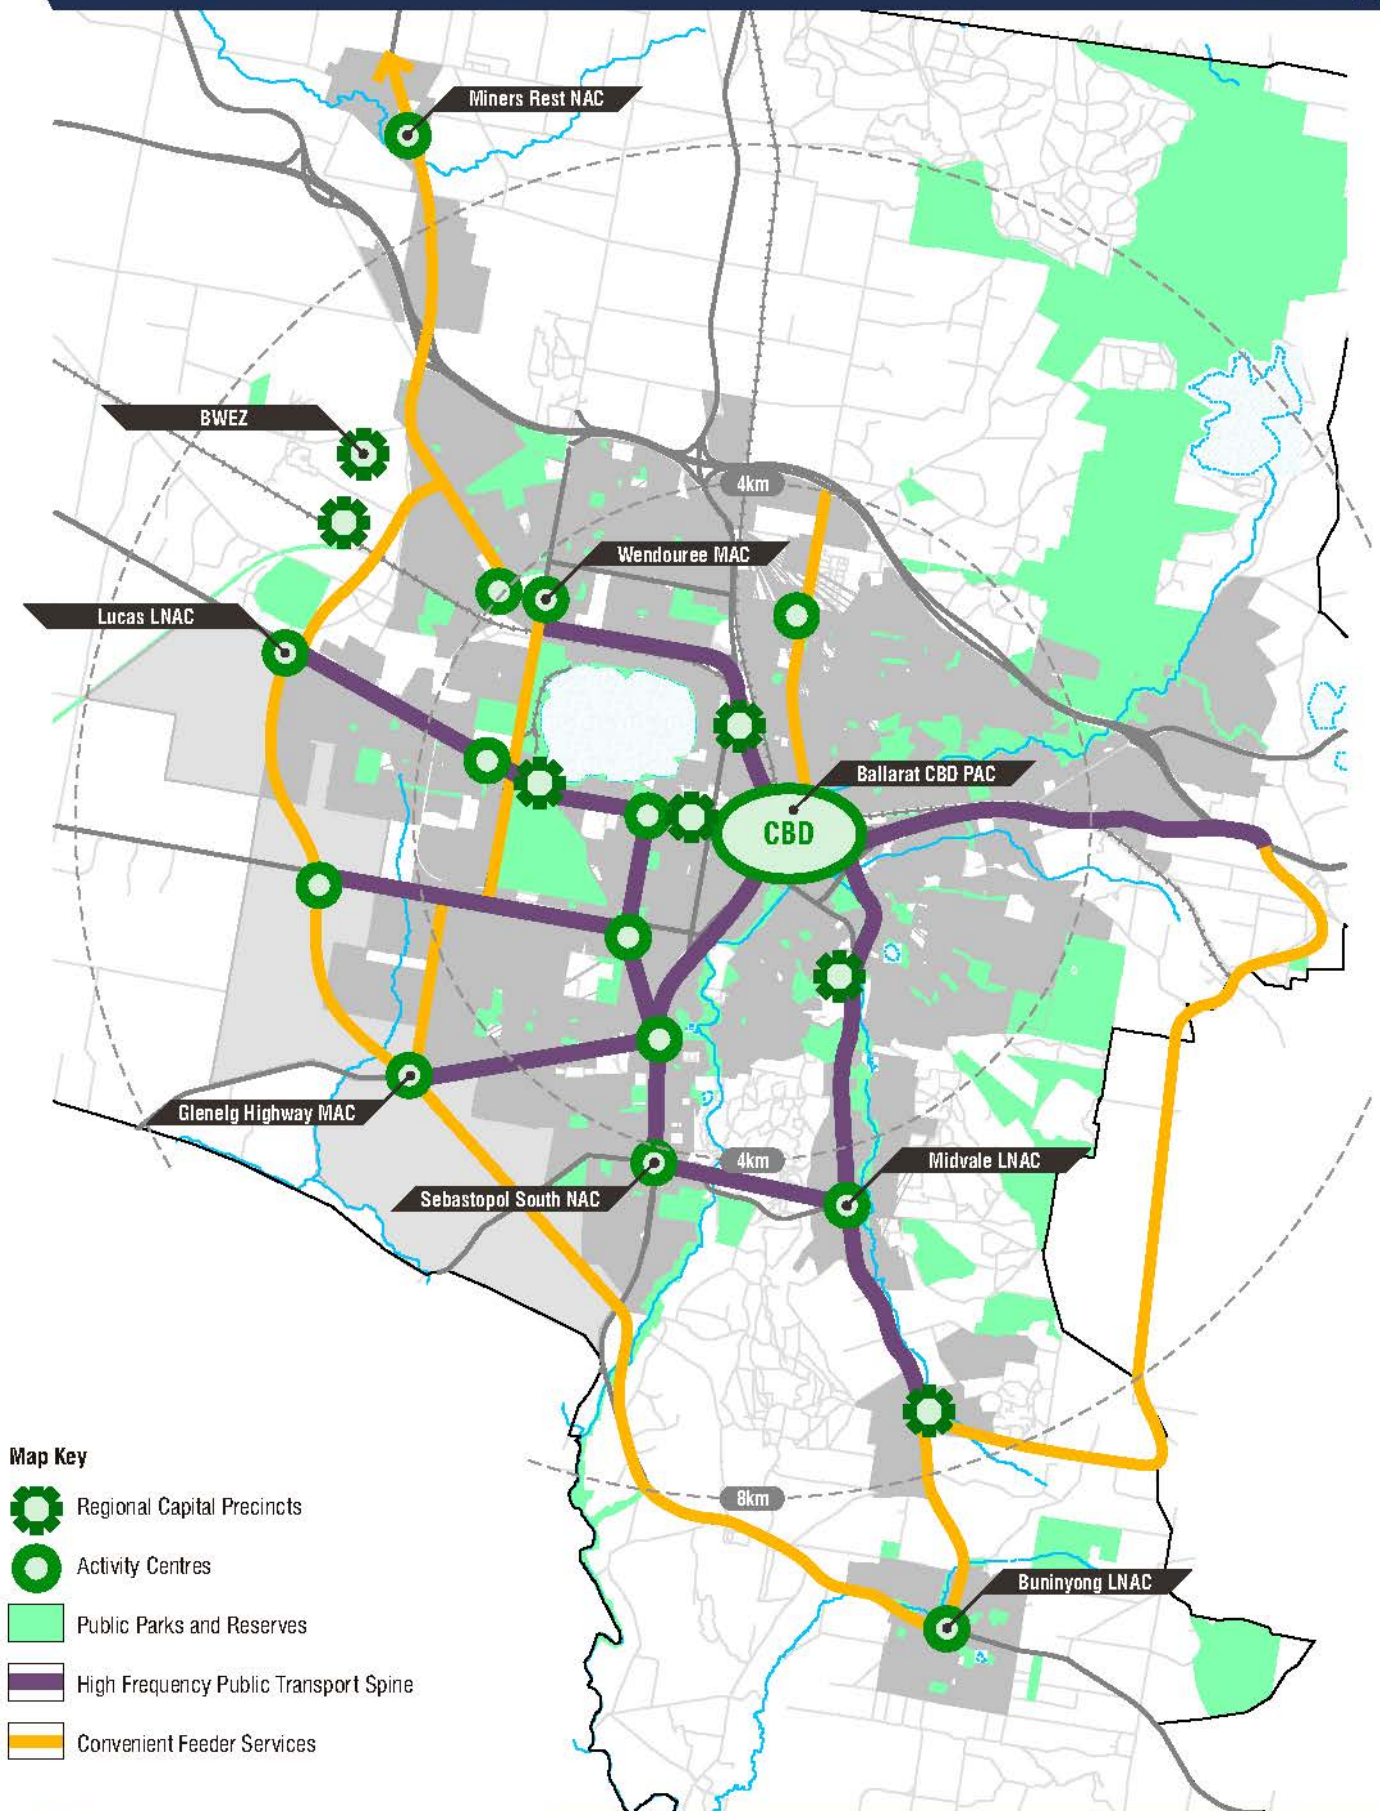 Miners Rest NAC
BWEZ
4km
Wendouree MAC
Lucas LNAC
Ballarat CBD PAC
CBD
Glenelg Highway MAC
4km
Midvale LNAC
Sebastopol South NAC
Map Key
8km
Regional Capital Precincts
Activity Centres
Buninyong LNAC
Public Parks and Reserves
High Frequency Public Transport Spine
Convenient Feeder Services